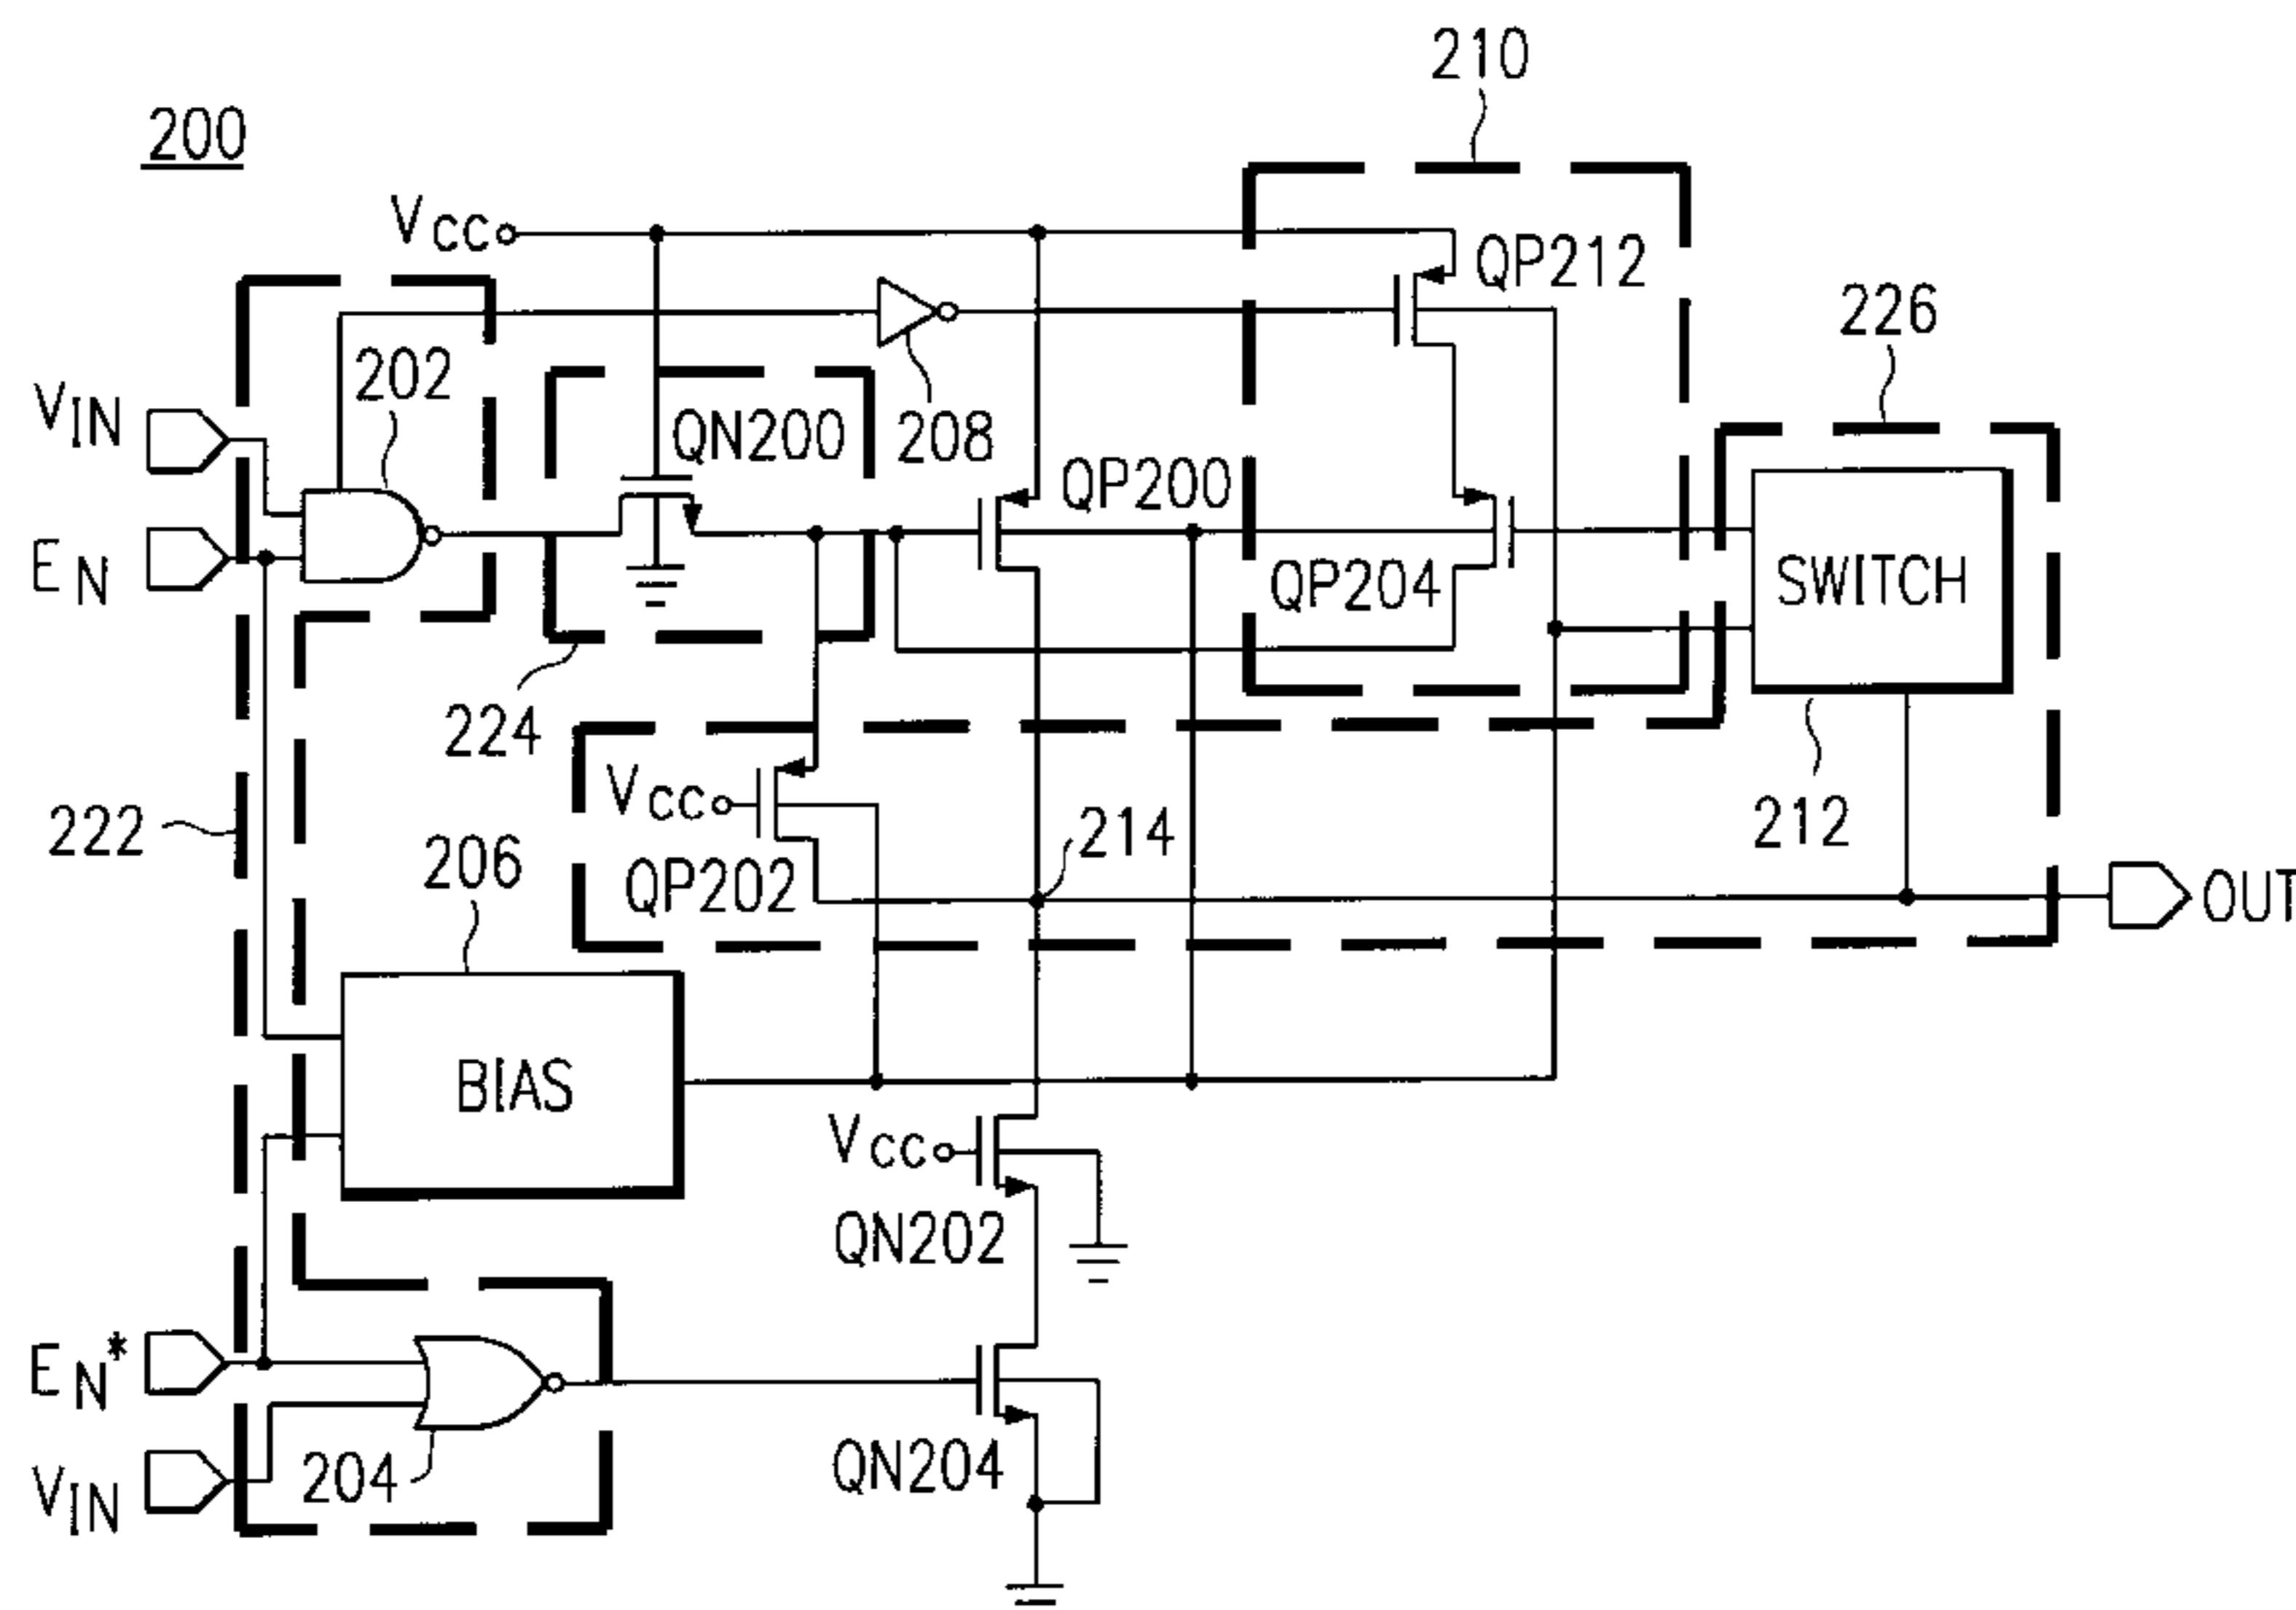 210
200
VCC
QP212
226
202
VIN
QN200
208
QP200
EN
QP204
SWITCH
224
VCC
214
212
222
206
QP202
OUT
BIAS
VCC
QN202
EN*
204
QN204
VIN